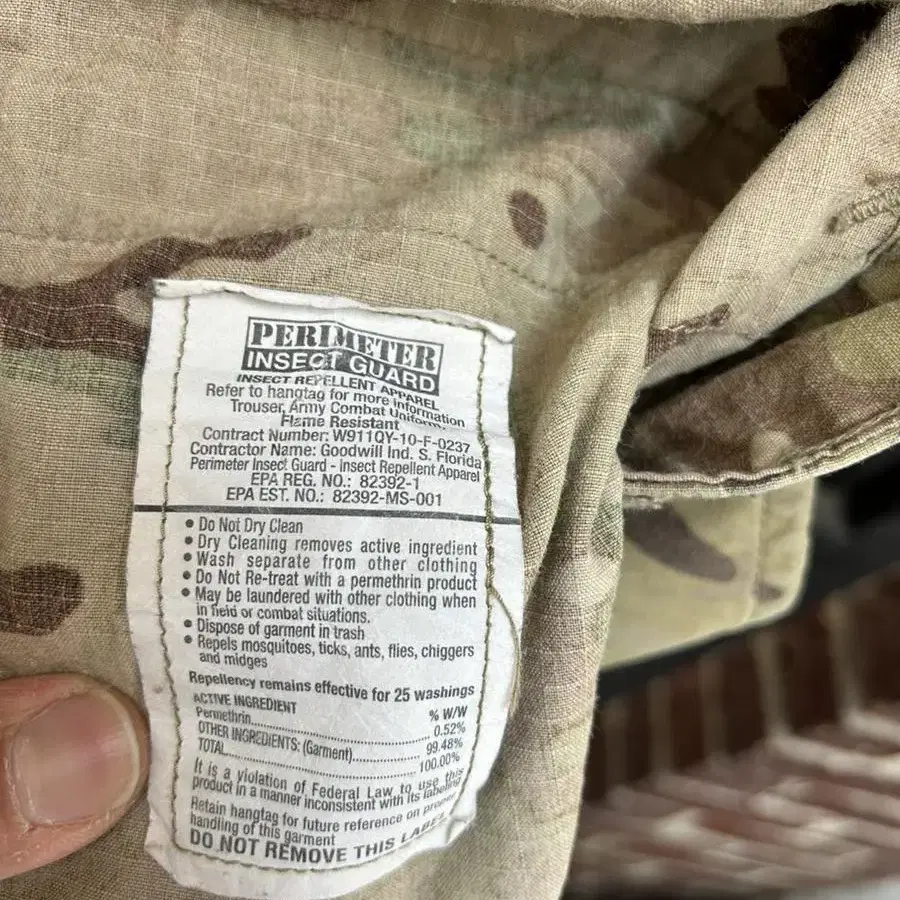 PERIMETER
INSECT GUARD
INSECT REPELLENT APPAREL
Refer to hangtag for more information
Trouser, Army Combat Uniform,
Flame Resistant
Contract Number: W911QY-10-F-0237
Contractor Name: Goodwill Ind. S. Florida
Perimeter Insect Guard - Insect Repellent Apparel
EPA REG. NO.: 82392-1
EPA EST. NO.: 82392-MS-001
• Do Not Dry Clean
• Dry Cleaning removes active ingredient
• Wash separate from other clothing
• Do Not Re-treat with a permethrin product
• May be laundered with other clothing when
in field or combat situations.
• Dispose of garment in trash
• Repels mosquitoes, ticks, ants, flies, chiggers
and midges
Repellency remains effective for 25 washings
ACTIVE INGREDIENT % W/W
Permethrin.................... 0.52%
OTHER INGREDIENTS: (Garment).................... 99.48%
TOTAL.................... 100.00%
It is a violation of Federal Law to use this
product in a manner inconsistent with its labeling
Retain hangtag for future reference on proper
handling of this garment
DO NOT REMOVE THIS LABEL